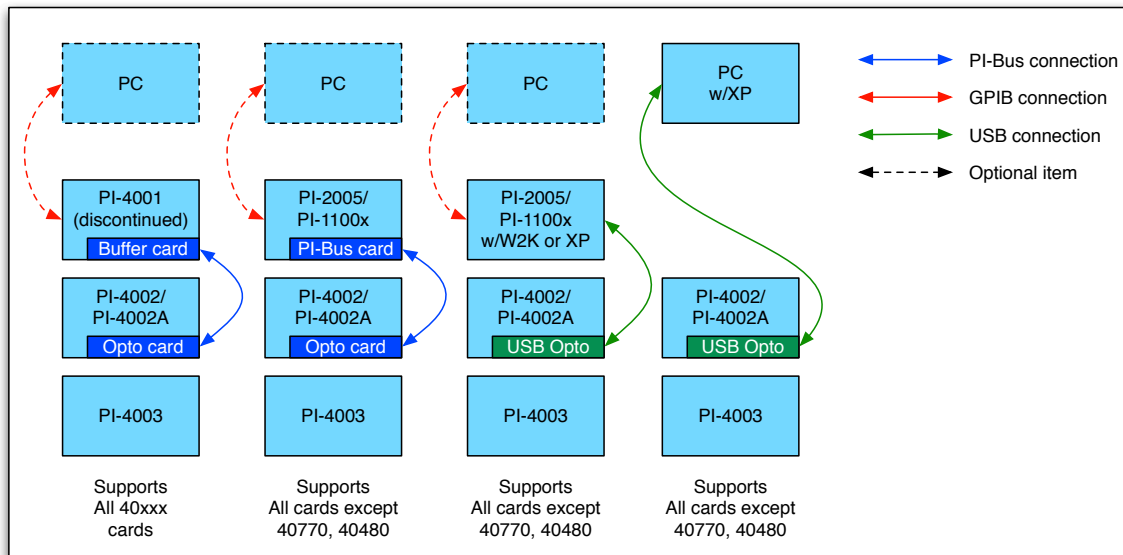 PC
PC
PC
PC
w/XP
PI-Bus connection
GPIB connection
USB connection
Optional item
PI-4001
(discontinued)
Buffer card
PI-2005/
PI-1100x
PI-Bus card
PI-2005/
PI-1100x
w/W2K or XP
PI-4002/
PI-4002A
Opto card
PI-4002/
PI-4002A
Opto card
PI-4002/
PI-4002A
USB Opto
PI-4002/
PI-4002A
USB Opto
PI-4003
PI-4003
PI-4003
PI-4003
Supports
All 40xxx
cards
Supports
All cards except
40770, 40480
Supports
All cards except
40770, 40480
Supports
All cards except
40770, 40480